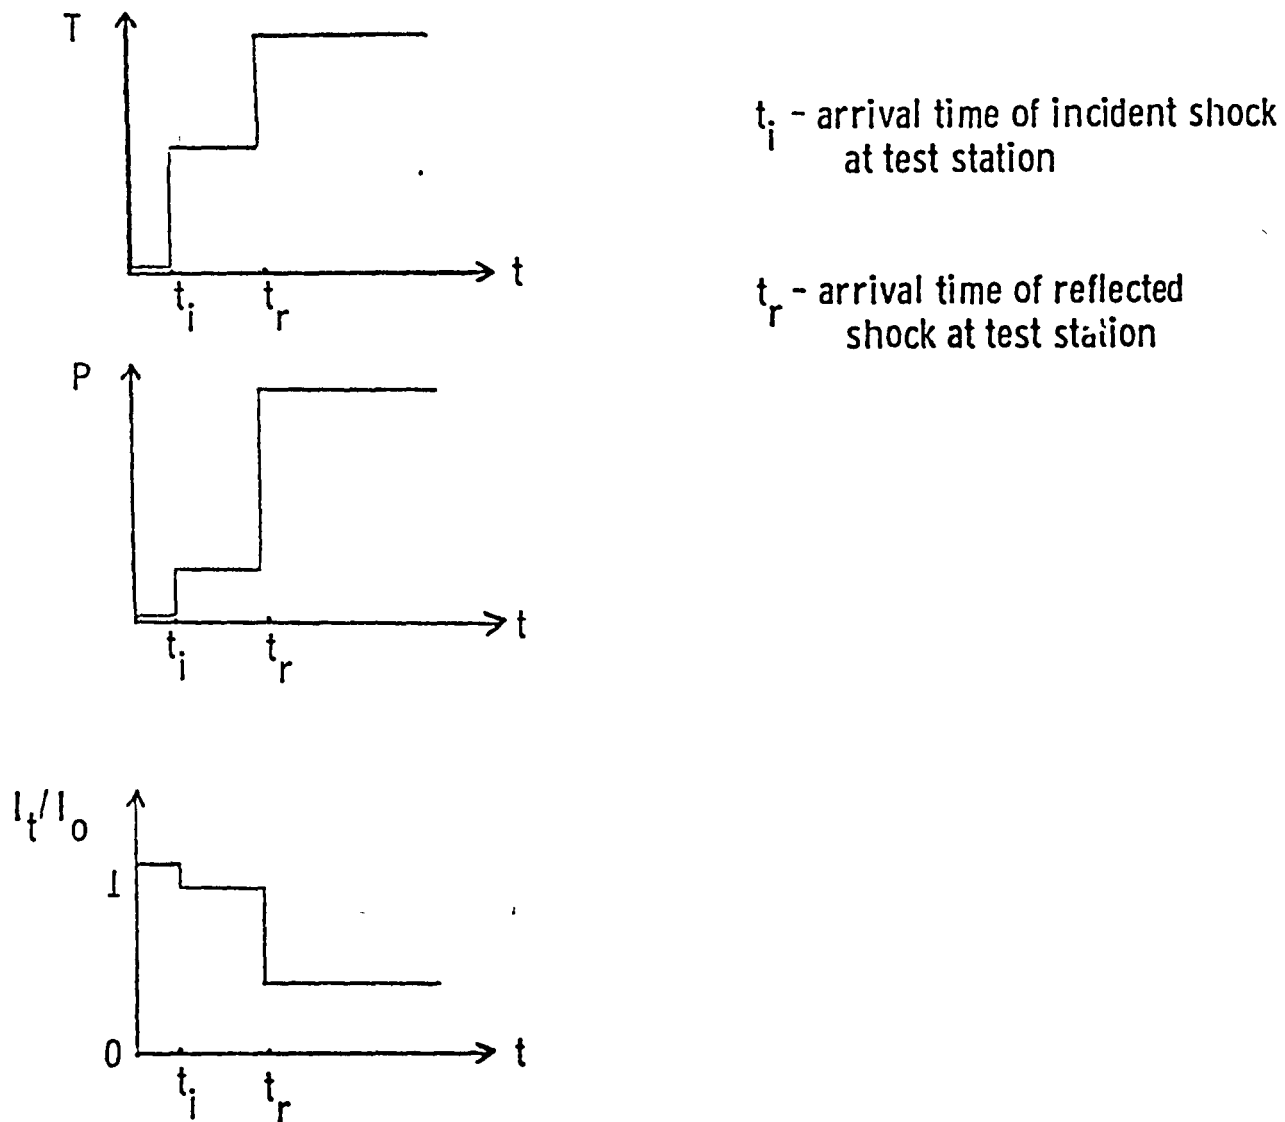 T
t
t_i
t_r
t_i - arrival time of incident shock
at test station
t_r - arrival time of reflected
shock at test station
P
t
t_i
t_r
I_t/I_o
1
0
t
t_i
t_r